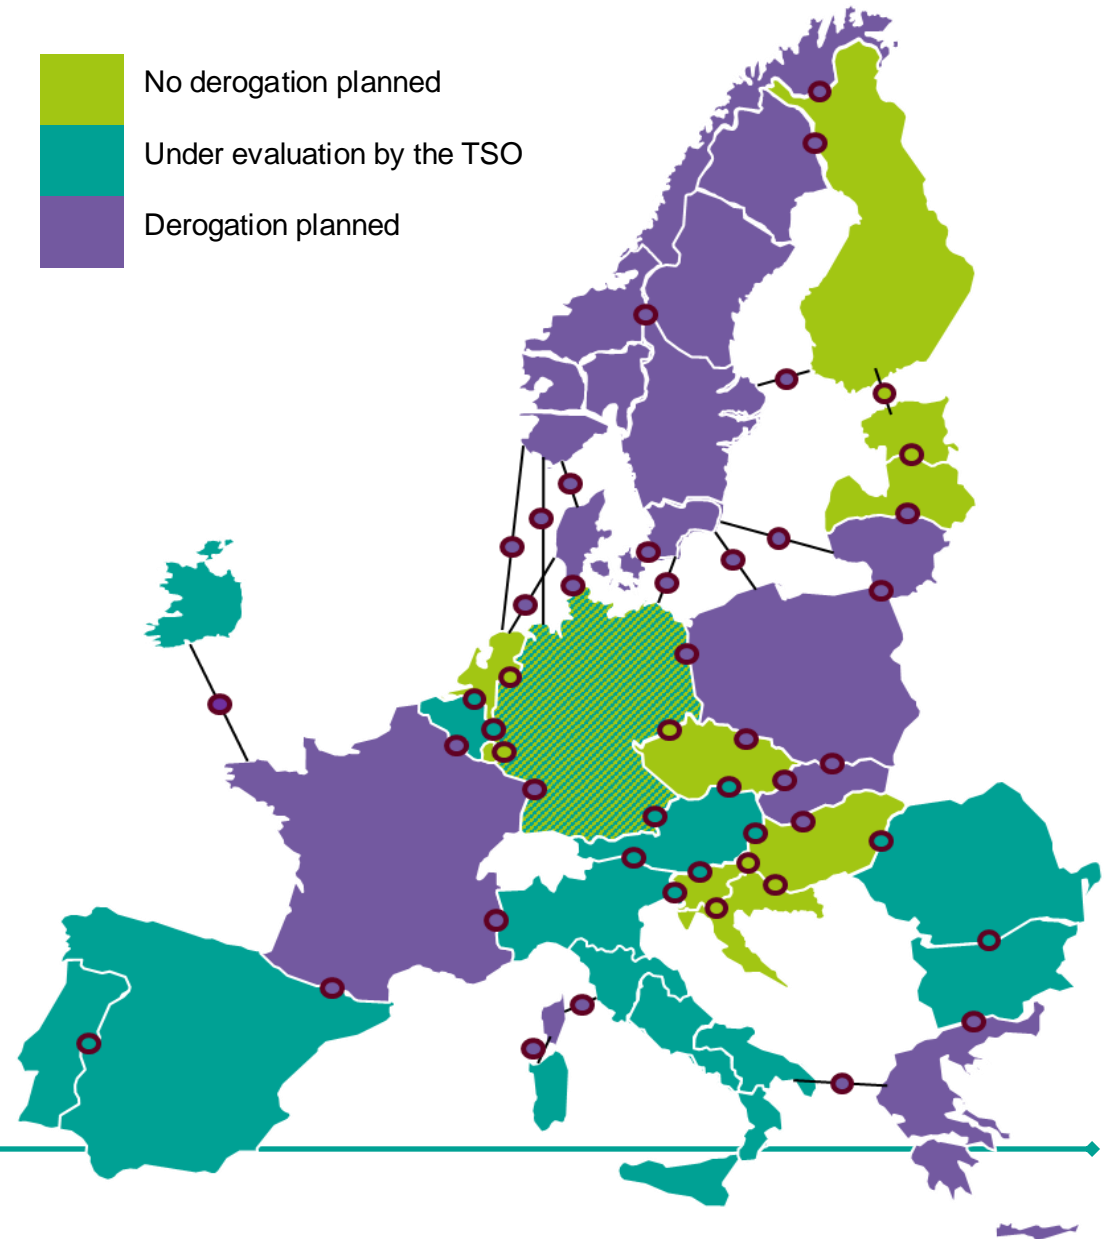 No derogation planned
Under evaluation by the TSO
Derogation planned